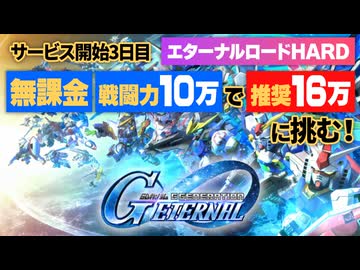 サービス開始3日目
エターナルロードHARD
無課金 戦闘力10万で推奨16万
に挑む！
G GENERATION
ETERNAL